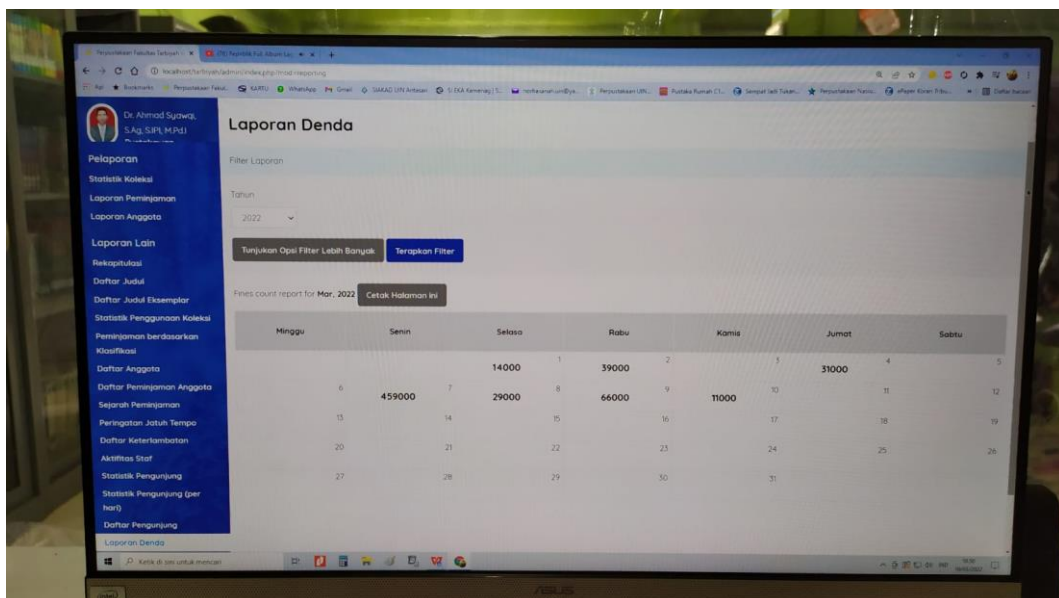 Dr. Ahmad Syawqi,
S.Ag, S.IPI, M.Pd.I
Pelaporan
Statistik Koleksi
Laporan Peminjaman
Laporan Anggota
Laporan Lain
Rekapitulasi
Daftar Judul
Daftar Judul Eksemplar
Statistik Penggunaan Koleksi
Peminjaman berdasarkan
Klasifikasi
Daftar Anggota
Daftar Peminjaman Anggota
Sejarah Peminjaman
Peringatan Jatuh Tempo
Daftar Keterlambatan
Aktifitas Staf
Statistik Pengunjung
Statistik Pengunjung (per
hari)
Daftar Pengunjung
Laporan Denda
Laporan Denda
Filter Laporan
Tahun
2022
Tunjukan Opsi Filter Lebih Banyak Terapkan Filter
Fines count report for Mar, 2022 Cetak Halaman Ini
Minggu Senin Selasa Rabu Kamis Jumat Sabtu
1 2 3 4 5
14000 39000 31000
6 7 8 9 10 11 12
459000 29000 66000 11000
13 14 15 16 17 18 19
20 21 22 23 24 25 26
27 28 29 30 31
Ketik di sini untuk mencari
ASUS